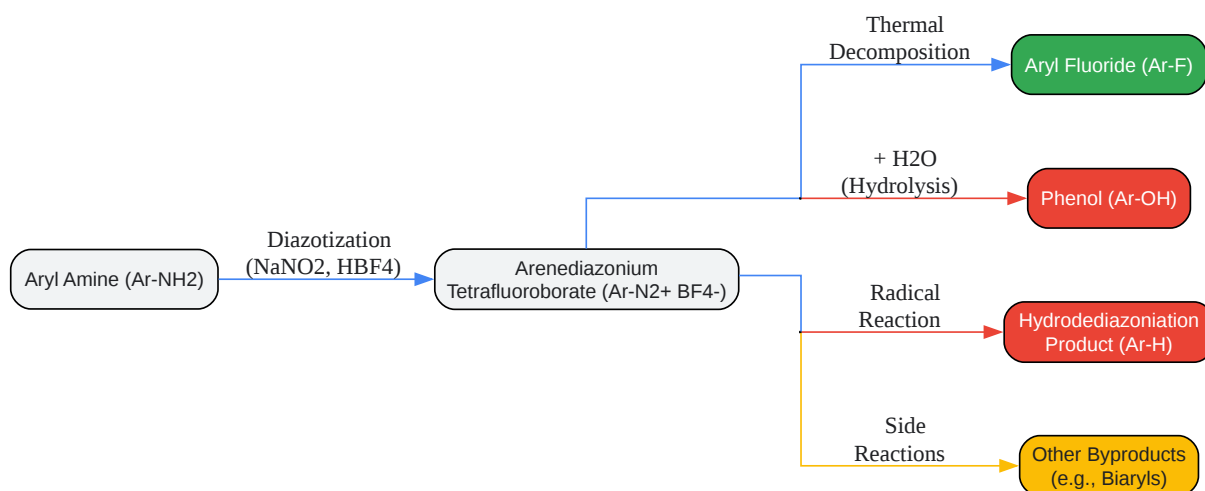 Thermal
Decomposition
Aryl Fluoride (Ar-F)
+ H2O
(Hydrolysis)
Phenol (Ar-OH)
Aryl Amine (Ar-NH2)
Diazotization
(NaNO2, HBF4)
Arenediazonium
Tetrafluoroborate (Ar-N2+ BF4-)
Radical
Reaction
Hydrodediazoniation
Product (Ar-H)
Side
Reactions
Other Byproducts
(e.g., Biaryls)